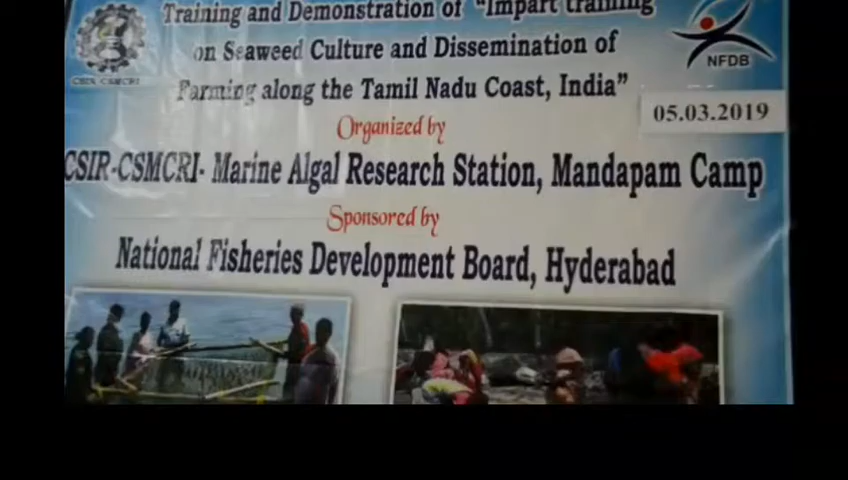 Training and Demonstration of "Impart training
on Seaweed Culture and Dissemination of
Farming along the Tamil Nadu Coast, India"
CSIR-CSMCRI
NFDB
05.03.2019
Organized by
CSIR-CSMCRI- Marine Algal Research Station, Mandapam Camp
Sponsored by
National Fisheries Development Board, Hyderabad